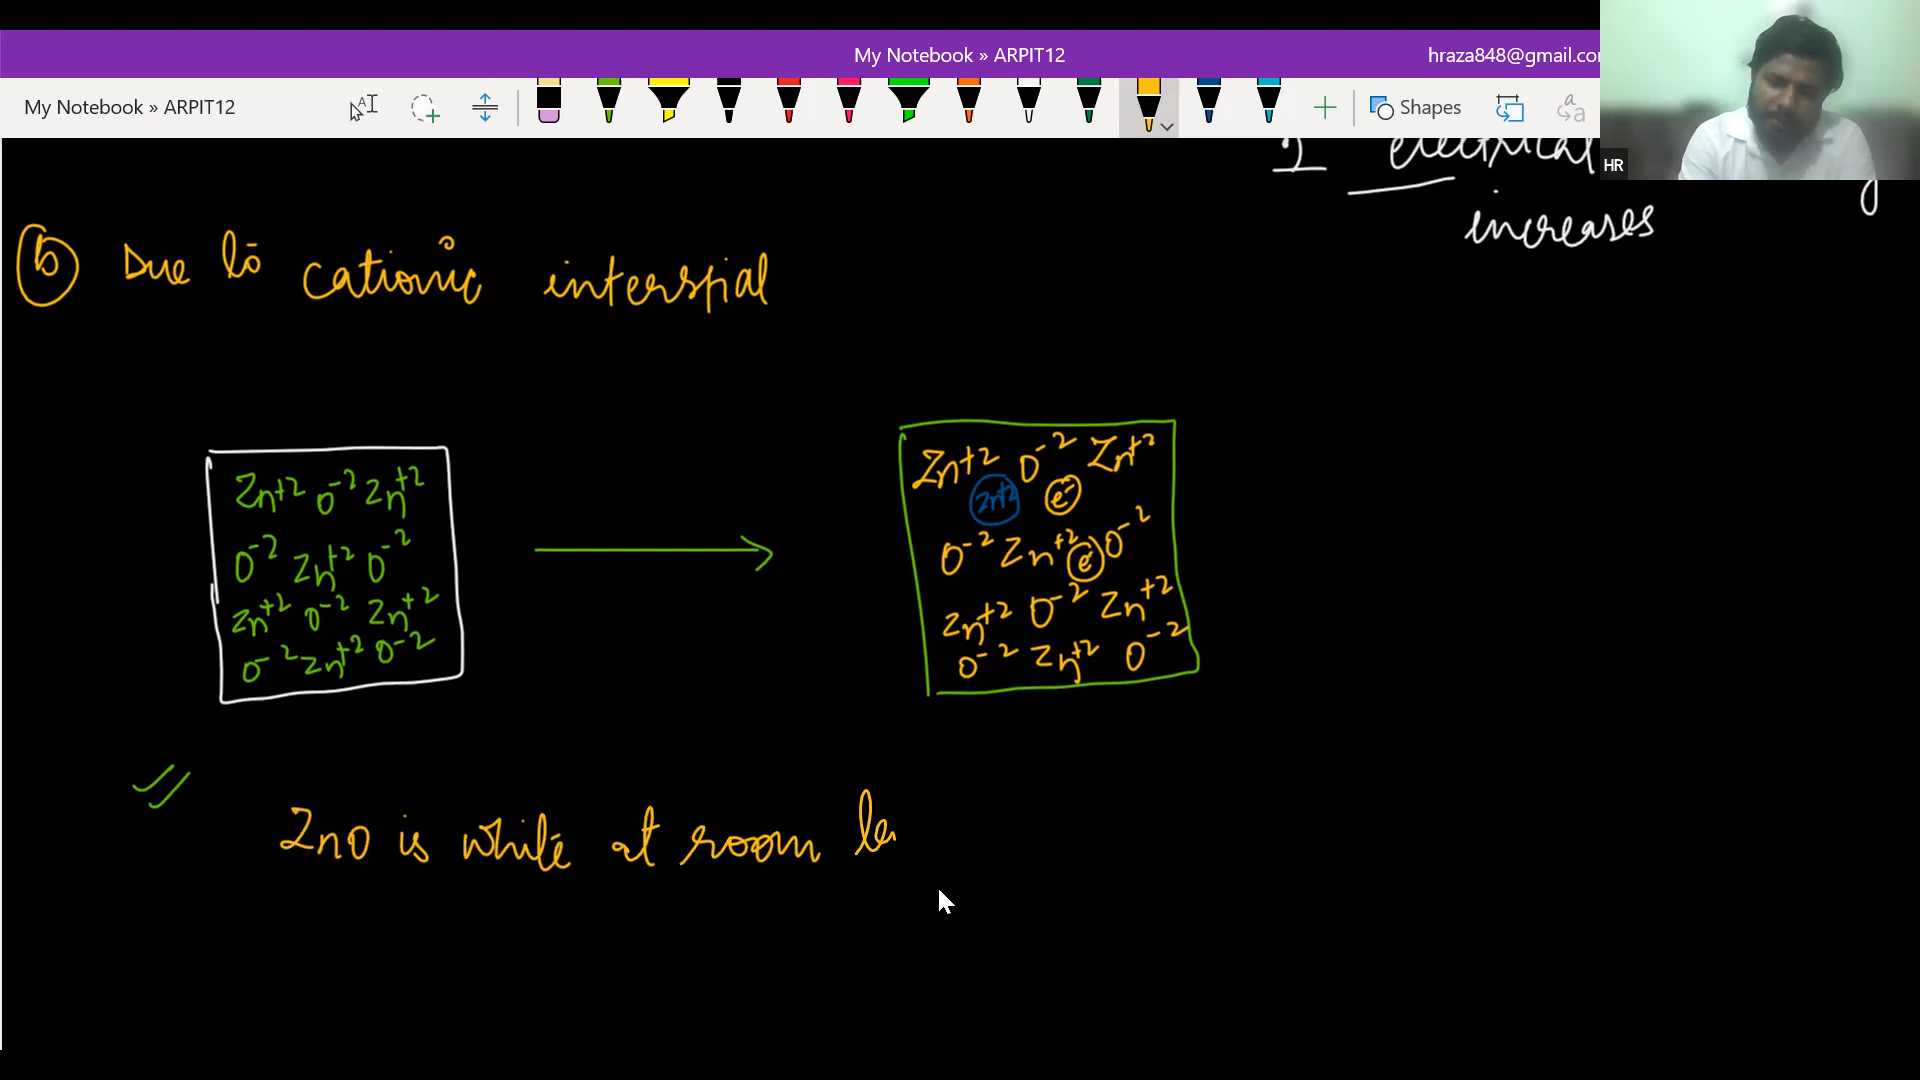 My Notebook » ARPIT12
hraza848@gmail.co
My Notebook » ARPIT12
Shapes
HR
electrical
increases
b Due to cationic interspial
Zn+2 O-2 Zn+2
O-2 Zn+2 O-2
Zn+2 O-2 Zn+2
O-2 Zn+2 O-2
Zn+2 O-2 Zn+2
Zn+2 e-
O-2 Zn+2 e- O-2
Zn+2 O-2 Zn+2
O-2 Zn+2 O-2
ZnO is white at room te